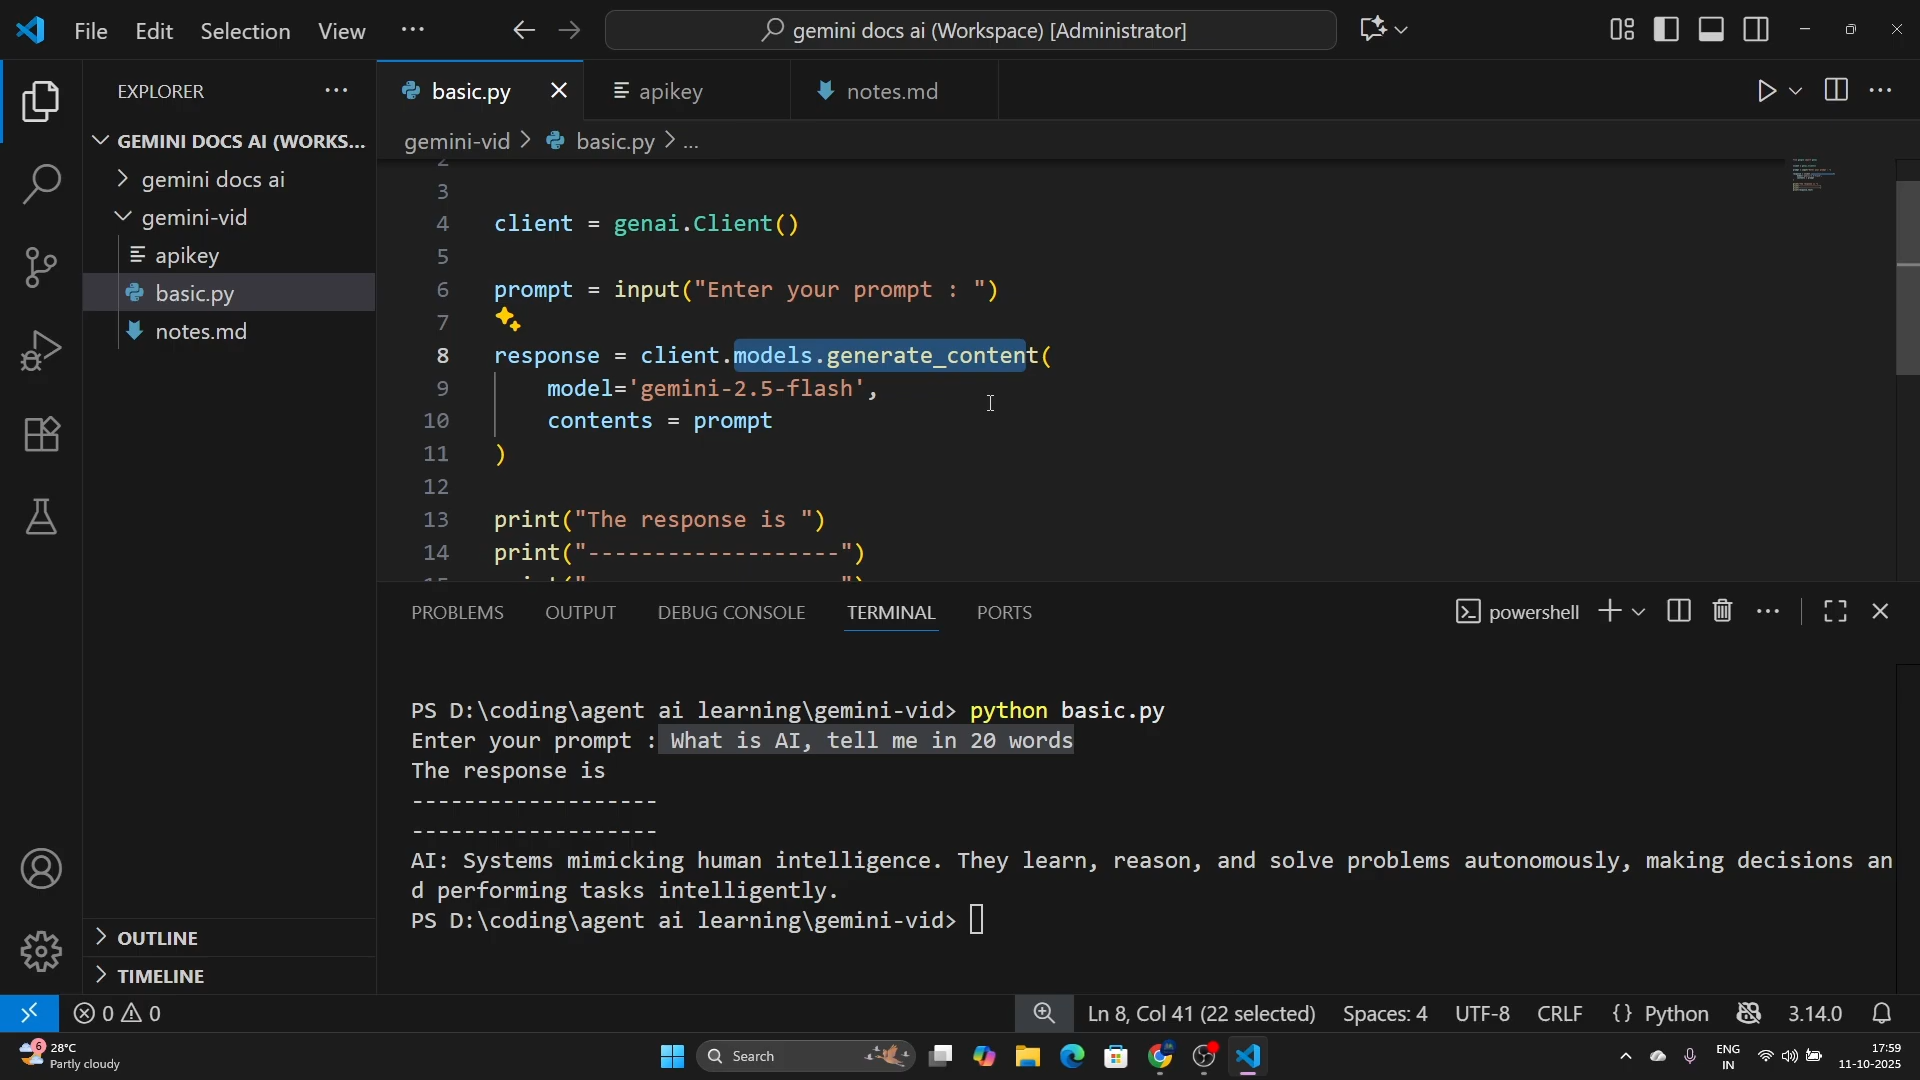 File Edit Selection View ...
gemini docs ai (Workspace) [Administrator]
EXPLORER
GEMINI DOCS AI (WORKS...
gemini docs ai
gemini-vid
apikey
basic.py
notes.md
OUTLINE
TIMELINE
basic.py
apikey
notes.md
gemini-vid > basic.py > ...
2
3
4 client = genai.Client()
5
6 prompt = input("Enter your prompt : ")
7
8 response = client.models.generate_content(
9 model='gemini-2.5-flash',
10 contents = prompt
11 )
12
13 print("The response is ")
14 print("-------------------")
PROBLEMS OUTPUT DEBUG CONSOLE TERMINAL PORTS
powershell
PS D:\coding\agent ai learning\gemini-vid> python basic.py
Enter your prompt : What is AI, tell me in 20 words
The response is
-------------------
-------------------
AI: Systems mimicking human intelligence. They learn, reason, and solve problems autonomously, making decisions an
d performing tasks intelligently.
PS D:\coding\agent ai learning\gemini-vid>
0 0
Ln 8, Col 41 (22 selected) Spaces: 4 UTF-8 CRLF {} Python 3.14.0
6
28°C
Partly cloudy
Search
ENG
IN
17:59
11-10-2025